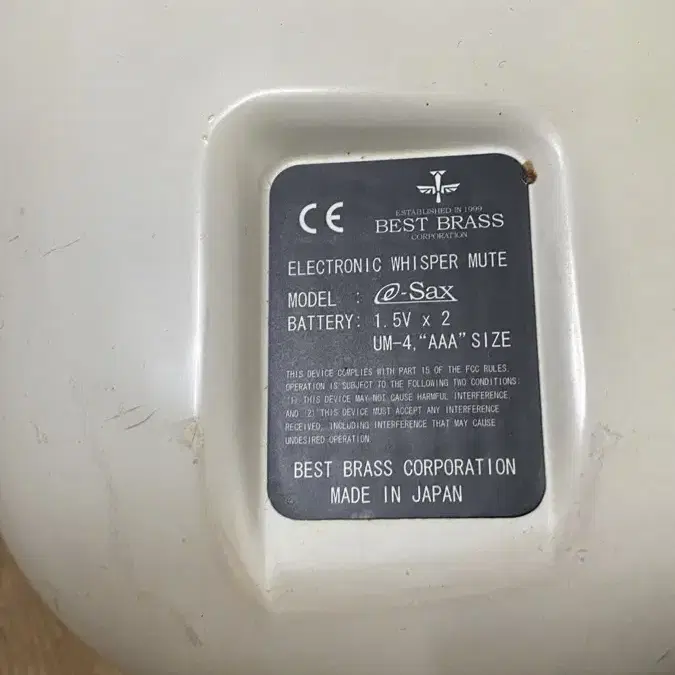 CE
ESTABLISHED IN 1999
BEST BRASS
CORPORATION
ELECTRONIC WHISPER MUTE
MODEL : e-Sax
BATTERY: 1.5V x 2
UM-4,"AAA" SIZE
THIS DEVICE COMPLIES WITH PART 15 OF THE FCC RULES.
OPERATION IS SUBJECT TO THE FOLLOWING TWO CONDITIONS:
(1) THIS DEVICE MAY NOT CAUSE HARMFUL INTERFERENCE
AND (2) THIS DEVICE MUST ACCEPT ANY INTERFERENCE
RECEIVED, INCLUDING INTERFERENCE THAT MAY CAUSE
UNDESIRED OPERATION
BEST BRASS CORPORATION
MADE IN JAPAN